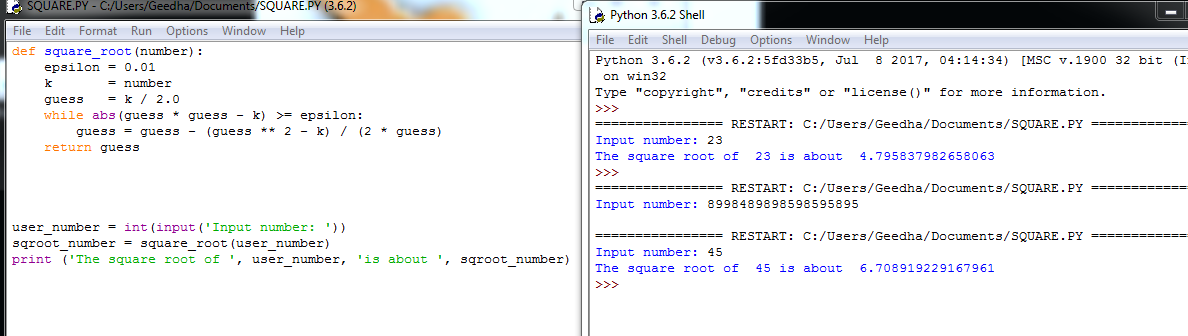 SQUARE.PY - C:/Users/Geedha/Documents/SQUARE.PY (3.6.2)
File Edit Format Run Options Window Help
def square_root(number):
    epsilon = 0.01
    k       = number
    guess   = k / 2.0
    while abs(guess * guess - k) >= epsilon:
        guess = guess - (guess ** 2 - k) / (2 * guess)
    return guess
user_number = int(input('Input number: '))
sqroot_number = square_root(user_number)
print ('The square root of ', user_number, 'is about ', sqroot_number)
Python 3.6.2 Shell
File Edit Shell Debug Options Window Help
Python 3.6.2 (v3.6.2:5fd33b5, Jul  8 2017, 04:14:34) [MSC v.1900 32 bit (I
 on win32
Type "copyright", "credits" or "license()" for more information.
>>>
================ RESTART: C:/Users/Geedha/Documents/SQUARE.PY =============
Input number: 23
The square root of  23 is about  4.795837982658063
>>>
================ RESTART: C:/Users/Geedha/Documents/SQUARE.PY =============
Input number: 8998489898598595895
================ RESTART: C:/Users/Geedha/Documents/SQUARE.PY =============
Input number: 45
The square root of  45 is about  6.708919229167961
>>>